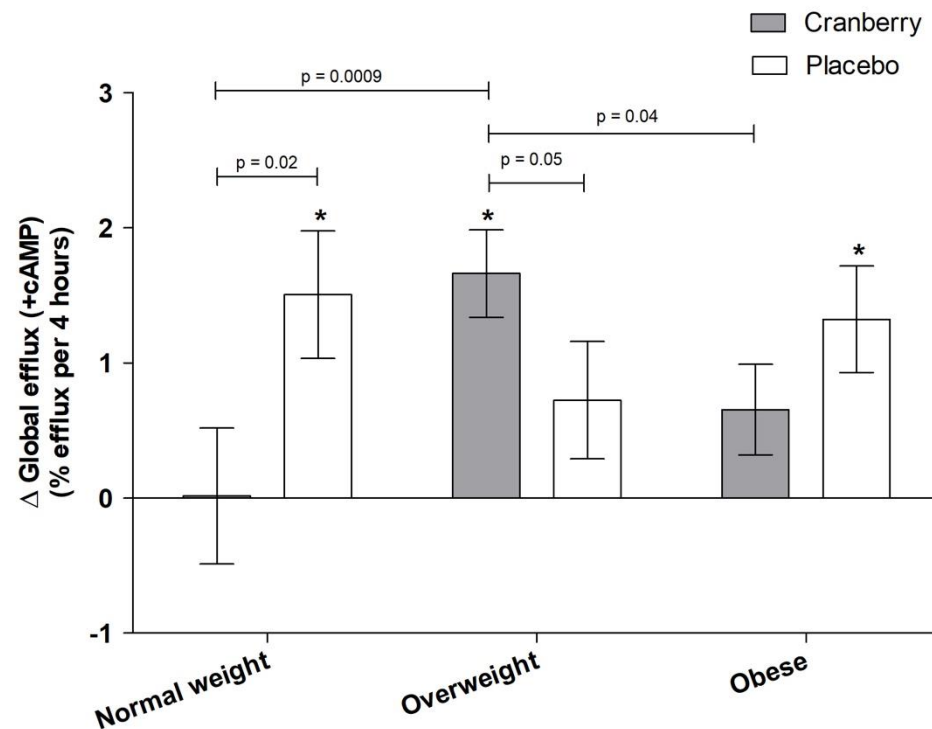 Cranberry
Placebo
p = 0.0009
p = 0.04
p = 0.02
p = 0.05
Δ Global efflux (+cAMP)
(% efflux per 4 hours)
3
2
1
0
-1
*
*
*
Normal weight
Overweight
Obese